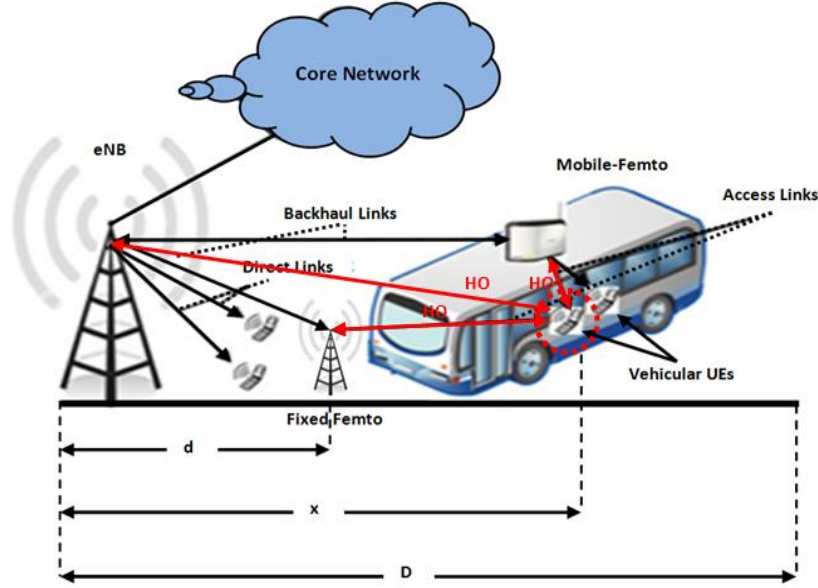 Core Network
eNB
Mobile-Femto
Access Links
Backhaul Links
Direct Links
HO
HO
HO
Vehicular UEs
Fixed Femto
d
x
D